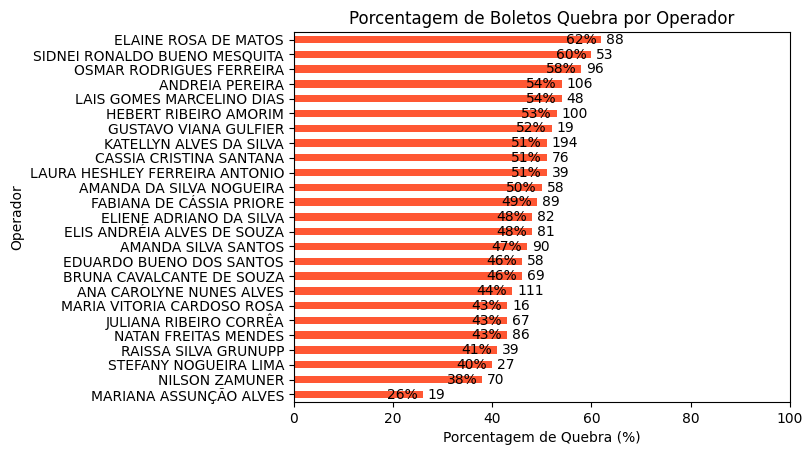 Porcentagem de Boletos Quebra por Operador
ELAINE ROSA DE MATOS 62% 88
SIDNEI RONALDO BUENO MESQUITA 60% 53
OSMAR RODRIGUES FERREIRA 58% 96
ANDREIA PEREIRA 54% 106
LAIS GOMES MARCELINO DIAS 54% 48
HEBERT RIBEIRO AMORIM 53% 100
GUSTAVO VIANA GULFIER 52% 19
KATELLYN ALVES DA SILVA 51% 194
CASSIA CRISTINA SANTANA 51% 76
LAURA HESHLEY FERREIRA ANTONIO 51% 39
AMANDA DA SILVA NOGUEIRA 50% 58
FABIANA DE CÁSSIA PRIORE 49% 89
ELIENE ADRIANO DA SILVA 48% 82
ELIS ANDRÉIA ALVES DE SOUZA 48% 81
AMANDA SILVA SANTOS 47% 90
EDUARDO BUENO DOS SANTOS 46% 58
BRUNA CAVALCANTE DE SOUZA 46% 69
ANA CAROLYNE NUNES ALVES 44% 111
MARIA VITORIA CARDOSO ROSA 43% 16
JULIANA RIBEIRO CORRÊA 43% 67
NATAN FREITAS MENDES 43% 86
RAISSA SILVA GRUNUPP 41% 39
STEFANY NOGUEIRA LIMA 40% 27
NILSON ZAMUNER 38% 70
MARIANA ASSUNÇÃO ALVES 26% 19
Operador
0 20 40 60 80 100
Porcentagem de Quebra (%)